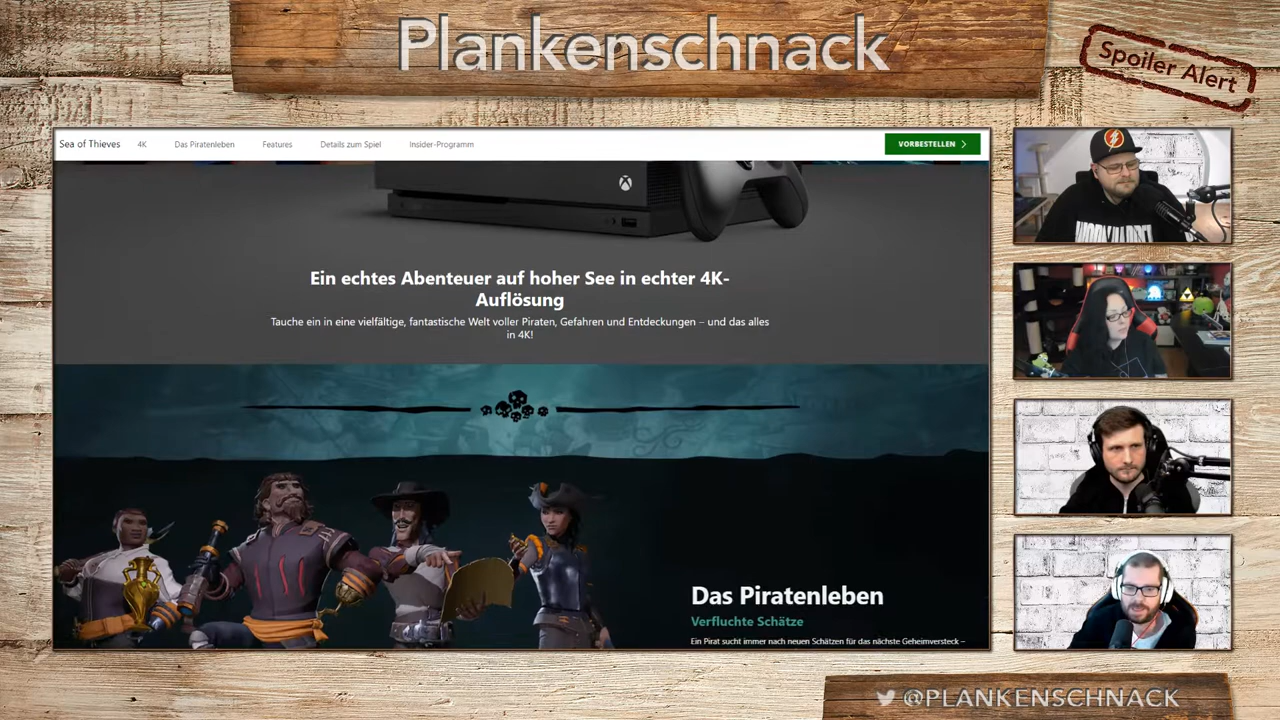 Plankenschnack
Spoiler Alert
Sea of Thieves 4K Das Piratenleben Features Details zum Spiel Insider-Programm VORBESTELLEN
Ein echtes Abenteuer auf hoher See in echter 4K-
Auflösung
Tauche ein in eine vielfältige, fantastische Welt voller Piraten, Gefahren und Entdeckungen – und das alles
in 4K!
Das Piratenleben
Verfluchte Schätze
Ein Pirat sucht immer nach neuen Schätzen für das nächste Geheimversteck –
@PLANKENSCHNACK